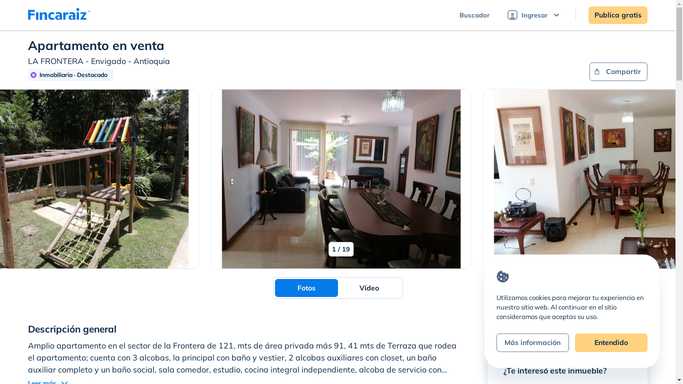 Fincaraiz
Buscador
Ingresar
Publica gratis
Apartamento en venta
LA FRONTERA - Envigado - Antioquia
Inmobiliaria · Destacado
Compartir
1 / 19
Fotos
Video
Utilizamos cookies para mejorar tu experiencia en
nuestro sitio web. Al continuar en el sitio
consideramos que aceptas su uso.
Más información
Entendido
Descripción general
Amplio apartamento en el sector de la Frontera de 121, mts de área privada más 91, 41 mts de Terraza que rodea
el apartamento; cuenta con 3 alcobas, la principal con baño y vestier, 2 alcobas auxiliares con closet, un baño
auxiliar completo y un baño social, sala comedor, estudio, cocina integral independiente, alcoba de servicio con...
Leer más
¿Te interesó este inmueble?